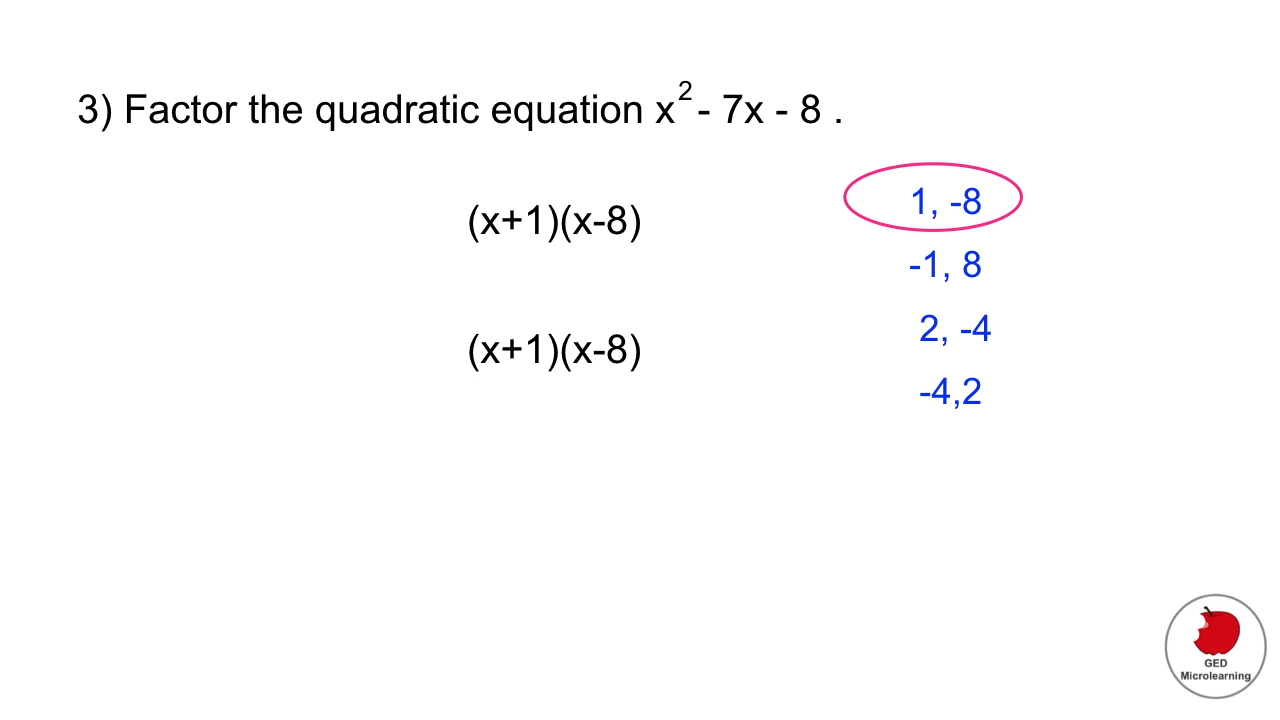 3) Factor the quadratic equation x² - 7x - 8 .
(x+1)(x-8)
(x+1)(x-8)
1, -8
-1, 8
2, -4
-4,2
GED
Microlearning